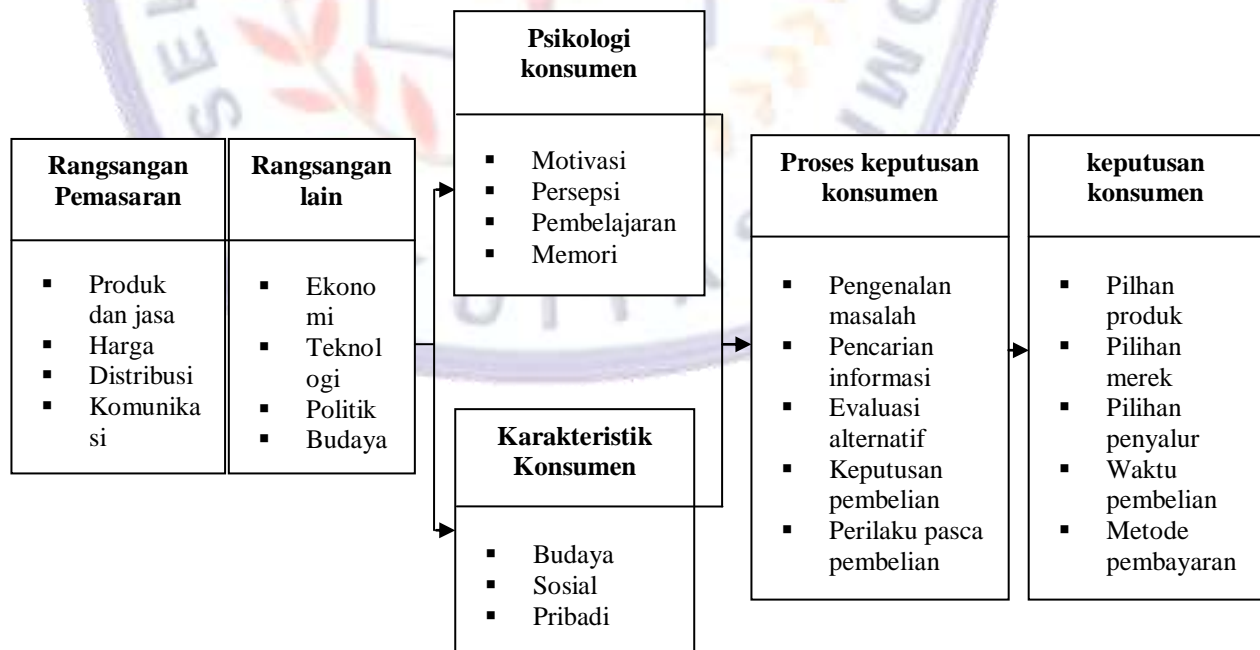 Psikologi
konsumen
▪ Motivasi
▪ Persepsi
▪ Pembelajaran
▪ Memori
Rangsangan
Pemasaran
▪ Produk
dan jasa
▪ Harga
▪ Distribusi
▪ Komunika
si
Rangsangan
lain
▪ Ekono
mi
▪ Teknol
ogi
▪ Politik
▪ Budaya
Karakteristik
Konsumen
▪ Budaya
▪ Sosial
▪ Pribadi
Proses keputusan
konsumen
▪ Pengenalan
masalah
▪ Pencarian
informasi
▪ Evaluasi
alternatif
▪ Keputusan
pembelian
▪ Perilaku pasca
pembelian
keputusan
konsumen
▪ Pilhan
produk
▪ Pilihan
merek
▪ Pilihan
penyalur
▪ Waktu
pembelian
▪ Metode
pembayaran